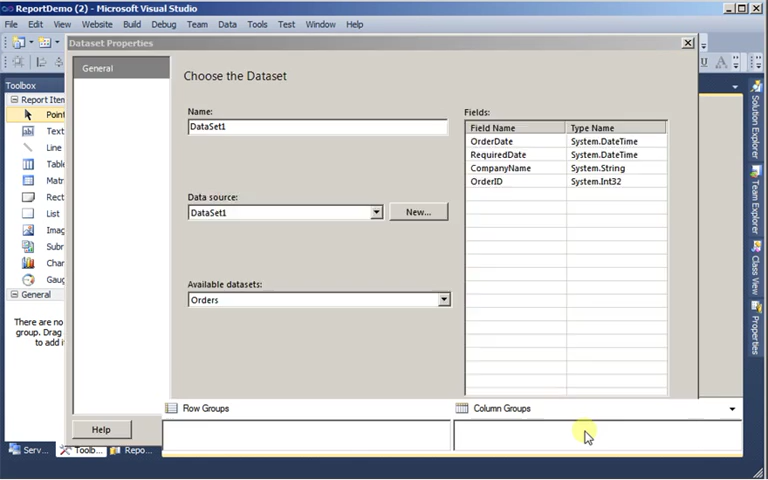 ReportDemo (2) - Microsoft Visual Studio
File Edit View Website Build Debug Team Data Tools Test Window Help
Dataset Properties
General
Choose the Dataset
Name:
DataSet1
Data source:
DataSet1
New...
Available datasets:
Orders
Fields:
Field Name Type Name
OrderDate System.DateTime
RequiredDate System.DateTime
CompanyName System.String
OrderID System.Int32
Help
Row Groups
Column Groups
Toolbox
Report Item
Point
Text
Line
Table
Matr
Rect
List
Imag
Subr
Char
Gaug
General
There are no
group. Drag
to add i
Serv...
Toolb...
Repo...
Solution Explorer
Team Explorer
Class View
Properties
U A